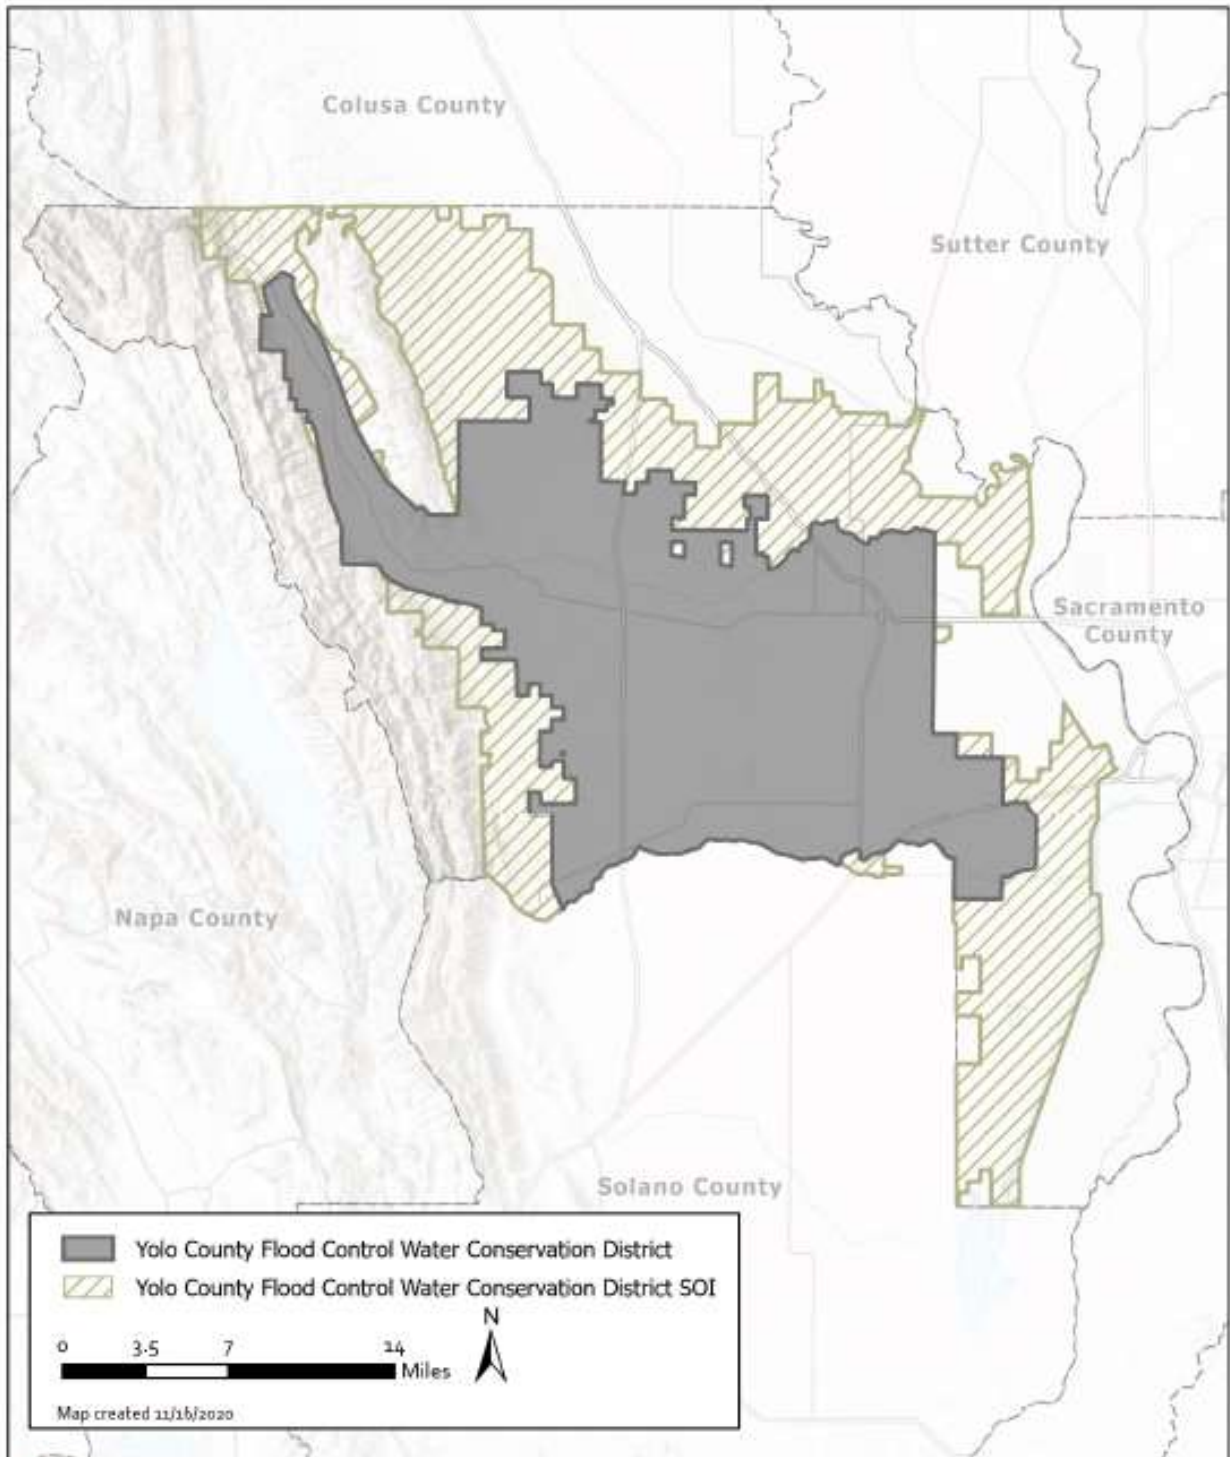 Colusa County
Sutter County
Sacramento
County
Napa County
Solano County
Yolo County Flood Control Water Conservation District
Yolo County Flood Control Water Conservation District SOI
N
0 3.5 7 14
Miles
Map created 11/16/2020